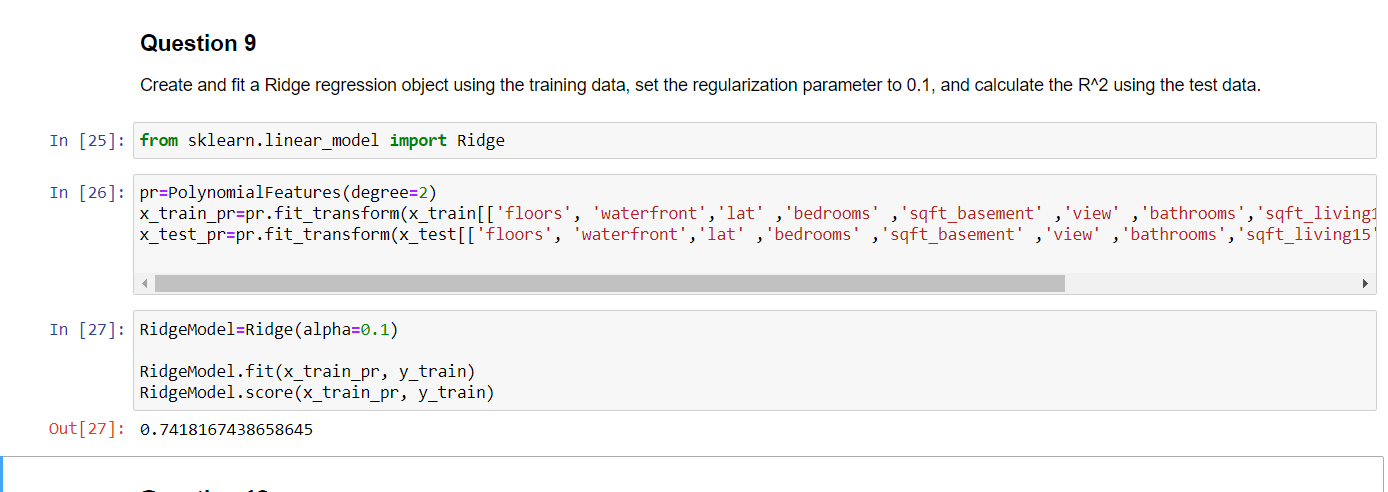 Question 9
Create and fit a Ridge regression object using the training data, set the regularization parameter to 0.1, and calculate the R^2 using the test data.
In [25]: from sklearn.linear_model import Ridge
In [26]: pr=PolynomialFeatures(degree=2)
x_train_pr=pr.fit_transform(x_train[['floors', 'waterfront','lat' ,'bedrooms' ,'sqft_basement' ,'view' ,'bathrooms','sqft_living1
x_test_pr=pr.fit_transform(x_test[['floors', 'waterfront','lat' ,'bedrooms' ,'sqft_basement' ,'view' ,'bathrooms','sqft_living15'
In [27]: RidgeModel=Ridge(alpha=0.1)
RidgeModel.fit(x_train_pr, y_train)
RidgeModel.score(x_train_pr, y_train)
Out[27]: 0.7418167438658645